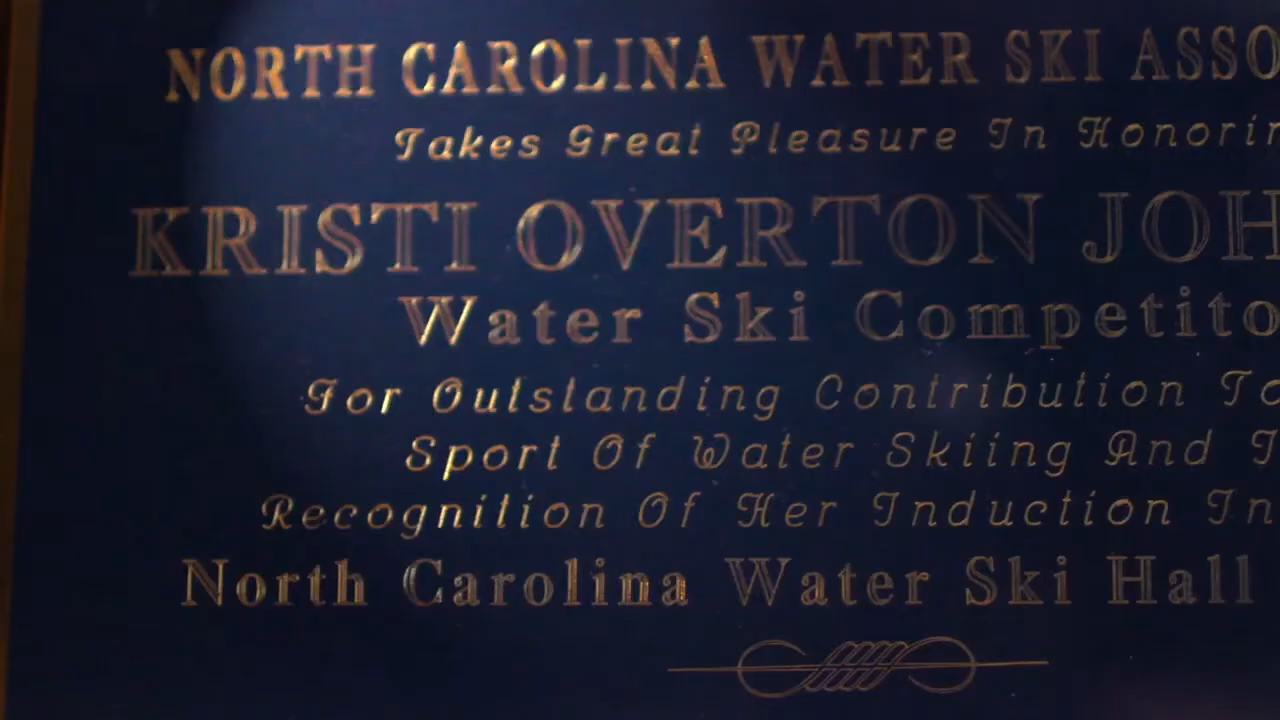 NORTH CAROLINA WATER SKI ASSO
Takes Great Pleasure In Honorin
KRISTI OVERTON JOH
Water Ski Competito
For Outstanding Contribution To
Sport Of Water Skiing And T
Recognition Of Her Induction In
North Carolina Water Ski Hall